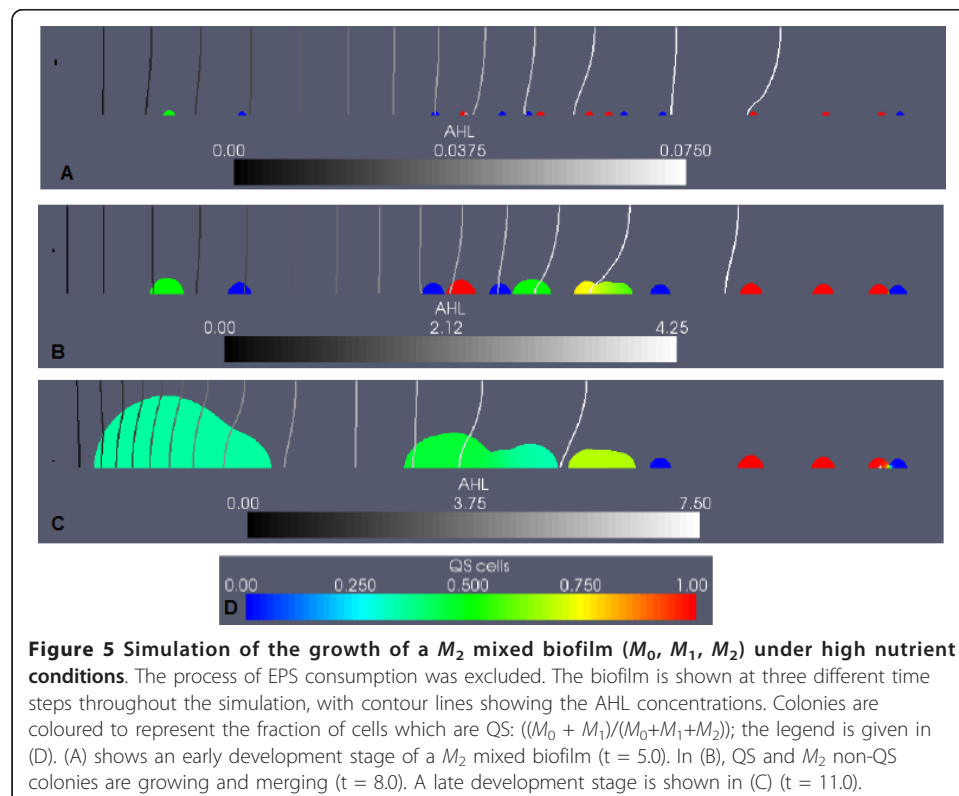 AHL
0.00 0.0375 0.0750
A
AHL
0.00 2.12 4.25
B
AHL
0.00 3.75 7.50
C
QS cells
0.00 0.250 0.500 0.750 1.00
D
Figure 5 Simulation of the growth of a M₂ mixed biofilm (M₀, M₁, M₂) under high nutrient
conditions. The process of EPS consumption was excluded. The biofilm is shown at three different time
steps throughout the simulation, with contour lines showing the AHL concentrations. Colonies are
coloured to represent the fraction of cells which are QS: ((M₀ + M₁)/(M₀+M₁+M₂)); the legend is given in
(D). (A) shows an early development stage of a M₂ mixed biofilm (t = 5.0). In (B), QS and M₂ non-QS
colonies are growing and merging (t = 8.0). A late development stage is shown in (C) (t = 11.0).